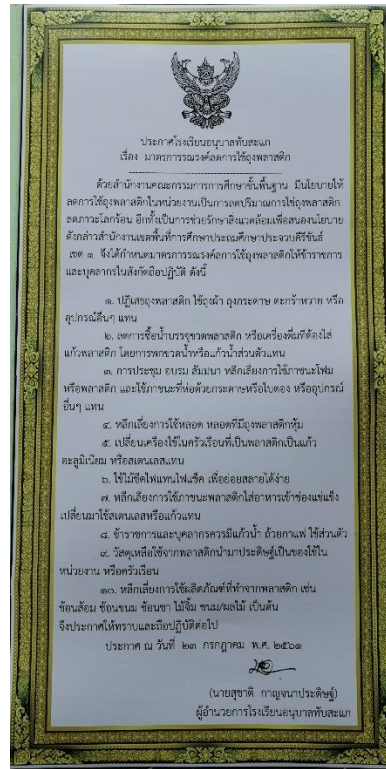 ประกาศโรงเรียนอนุบาลทับสะแก
เรื่อง มาตรการรณรงค์ลดการใช้ถุงพลาสติก
ด้วยสำนักงานคณะกรรมการการศึกษาขั้นพื้นฐาน มีนโยบายให้
ลดการใช้ถุงพลาสติกในหน่วยงานเป็นการลดปริมาณการใช้ถุงพลาสติก
ลดภาวะโลกร้อน อีกทั้งเป็นการช่วยรักษาสิ่งแวดล้อมเพื่อสนองนโยบาย
ดังกล่าวสำนักงานเขตพื้นที่การศึกษาประถมศึกษาประจวบคีรีขันธ์
เขต ๑ จึงได้กำหนดมาตรการรณรงค์ลดการใช้ถุงพลาสติกให้ข้าราชการ
และบุคลากรในสังกัดถือปฏิบัติ ดังนี้
๑. ปฏิเสธถุงพลาสติก ใช้ถุงผ้า ถุงกระดาษ ตะกร้าหวาย หรือ
อุปกรณ์อื่นๆ แทน
๒. ลดการซื้อน้ำบรรจุขวดพลาสติก หรือเครื่องดื่มที่ต้องใส่
แก้วพลาสติก โดยการพกขวดน้ำหรือแก้วน้ำส่วนตัวแทน
๓. การประชุม อบรม สัมมนา หลีกเลี่ยงการใช้ภาชนะโฟม
หรือพลาสติก และใช้ภาชนะที่ห่อด้วยกระดาษหรือใบตอง หรืออุปกรณ์
อื่นๆ แทน
๔. หลีกเลี่ยงการใช้หลอด หลอดที่มีถุงพลาสติกหุ้ม
๕. เปลี่ยนเครื่องใช้ในครัวเรือนที่เป็นพลาสติกเป็นแก้ว
อะลูมิเนียม หรือสเตนเลสแทน
๖. ใช้ไม้ขีดไฟแทนไฟแช็ค เพื่อย่อยสลายได้ง่าย
๗. หลีกเลี่ยงการใช้ภาชนะพลาสติกใส่อาหารเข้าช่องแช่แข็ง
เปลี่ยนมาใช้สเตนเลสหรือแก้วแทน
๘. ข้าราชการและบุคลากรควรมีแก้วน้ำ ถ้วยกาแฟ ใช้ส่วนตัว
๙. วัสดุเหลือใช้จากพลาสติกนำมาประดิษฐ์เป็นของใช้ใน
หน่วยงาน หรือครัวเรือน
๑๐. หลีกเลี่ยงการใช้ผลิตภัณฑ์ที่ทำจากพลาสติก เช่น
ช้อนส้อม ช้อนขนม ช้อนชา ไม้จิ้ม ขนม/ผลไม้ เป็นต้น
จึงประกาศให้ทราบและถือปฏิบัติต่อไป
ประกาศ ณ วันที่ ๒๓ กรกฎาคม พ.ศ. ๒๕๖๑
(นายสุชาติ กาญจนาประดิษฐ์)
ผู้อำนวยการโรงเรียนอนุบาลทับสะแก